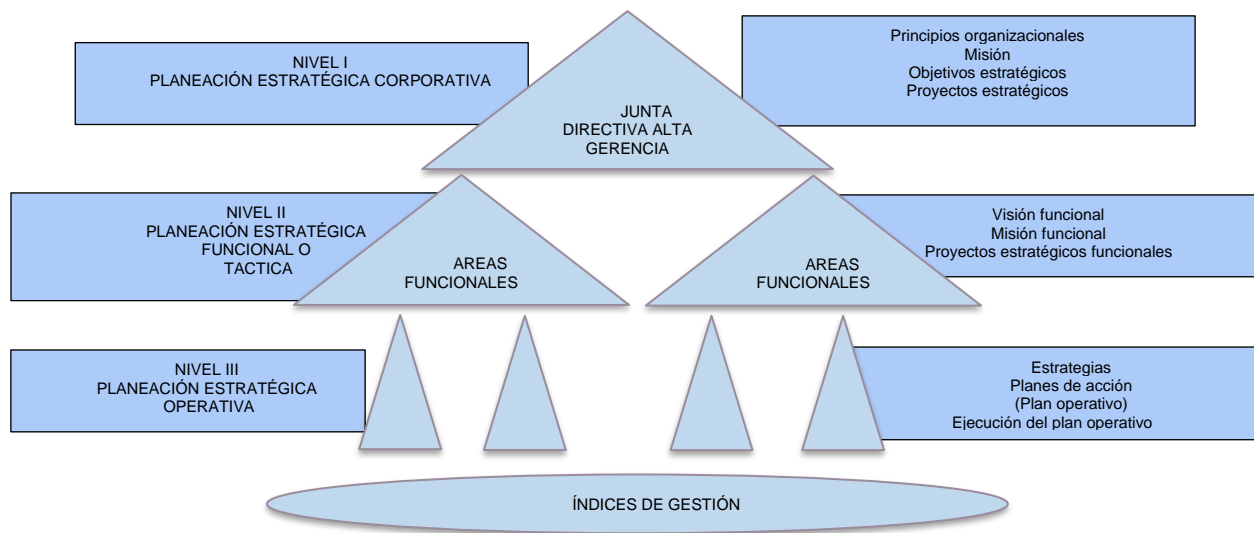 NIVEL I
PLANEACIÓN ESTRATÉGICA CORPORATIVA
JUNTA
DIRECTIVA ALTA
GERENCIA
Principios organizacionales
Misión
Objetivos estratégicos
Proyectos estratégicos
NIVEL II
PLANEACIÓN ESTRATÉGICA
FUNCIONAL O
TACTICA
AREAS
FUNCIONALES
AREAS
FUNCIONALES
Visión funcional
Misión funcional
Proyectos estratégicos funcionales
NIVEL III
PLANEACIÓN ESTRATÉGICA
OPERATIVA
Estrategias
Planes de acción
(Plan operativo)
Ejecución del plan operativo
ÍNDICES DE GESTIÓN